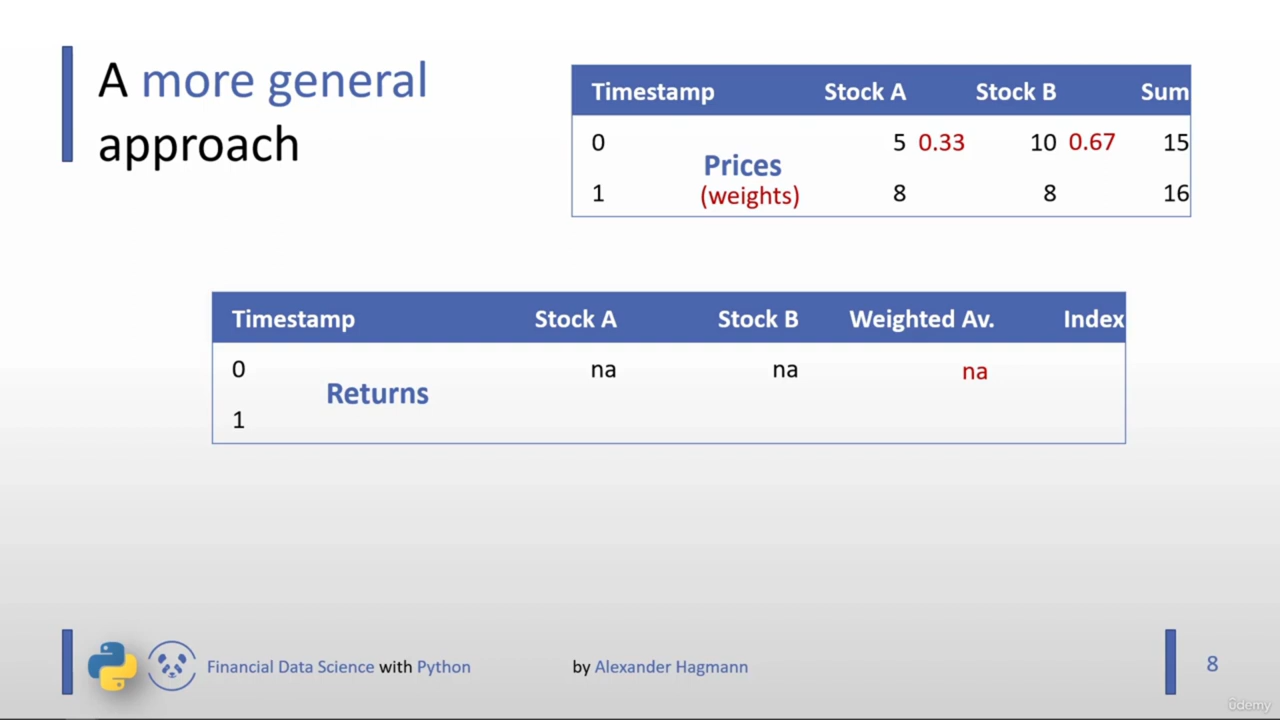 A more general
approach
Timestamp Stock A Stock B Sum
0 5 0.33 10 0.67 15
Prices
(weights)
1 8 8 16
Timestamp Stock A Stock B Weighted Av. Index
0 na na na
Returns
1
Financial Data Science with Python by Alexander Hagmann 8
ûdemy